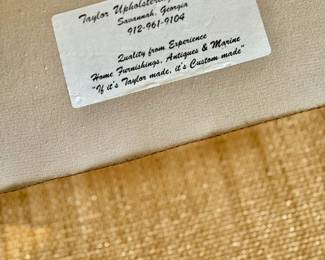 Taylor Upholstering
Savannah, Georgia
912-961-9104
Quality from Experience
Home Furnishings, Antiques & Marine
"If it's Taylor made, it's Custom made"